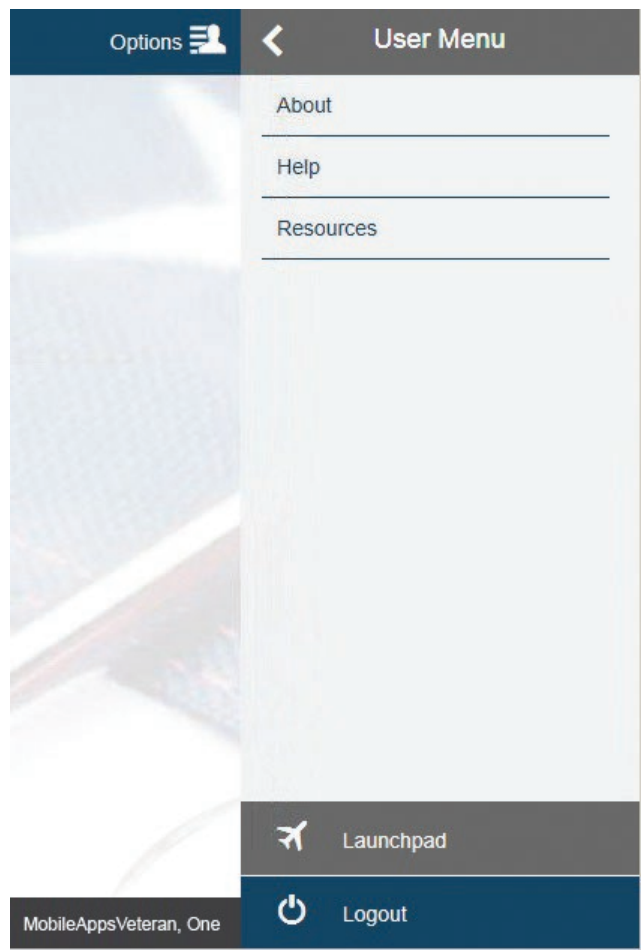 Options
User Menu
About
Help
Resources
Launchpad
Logout
MobileAppsVeteran, One